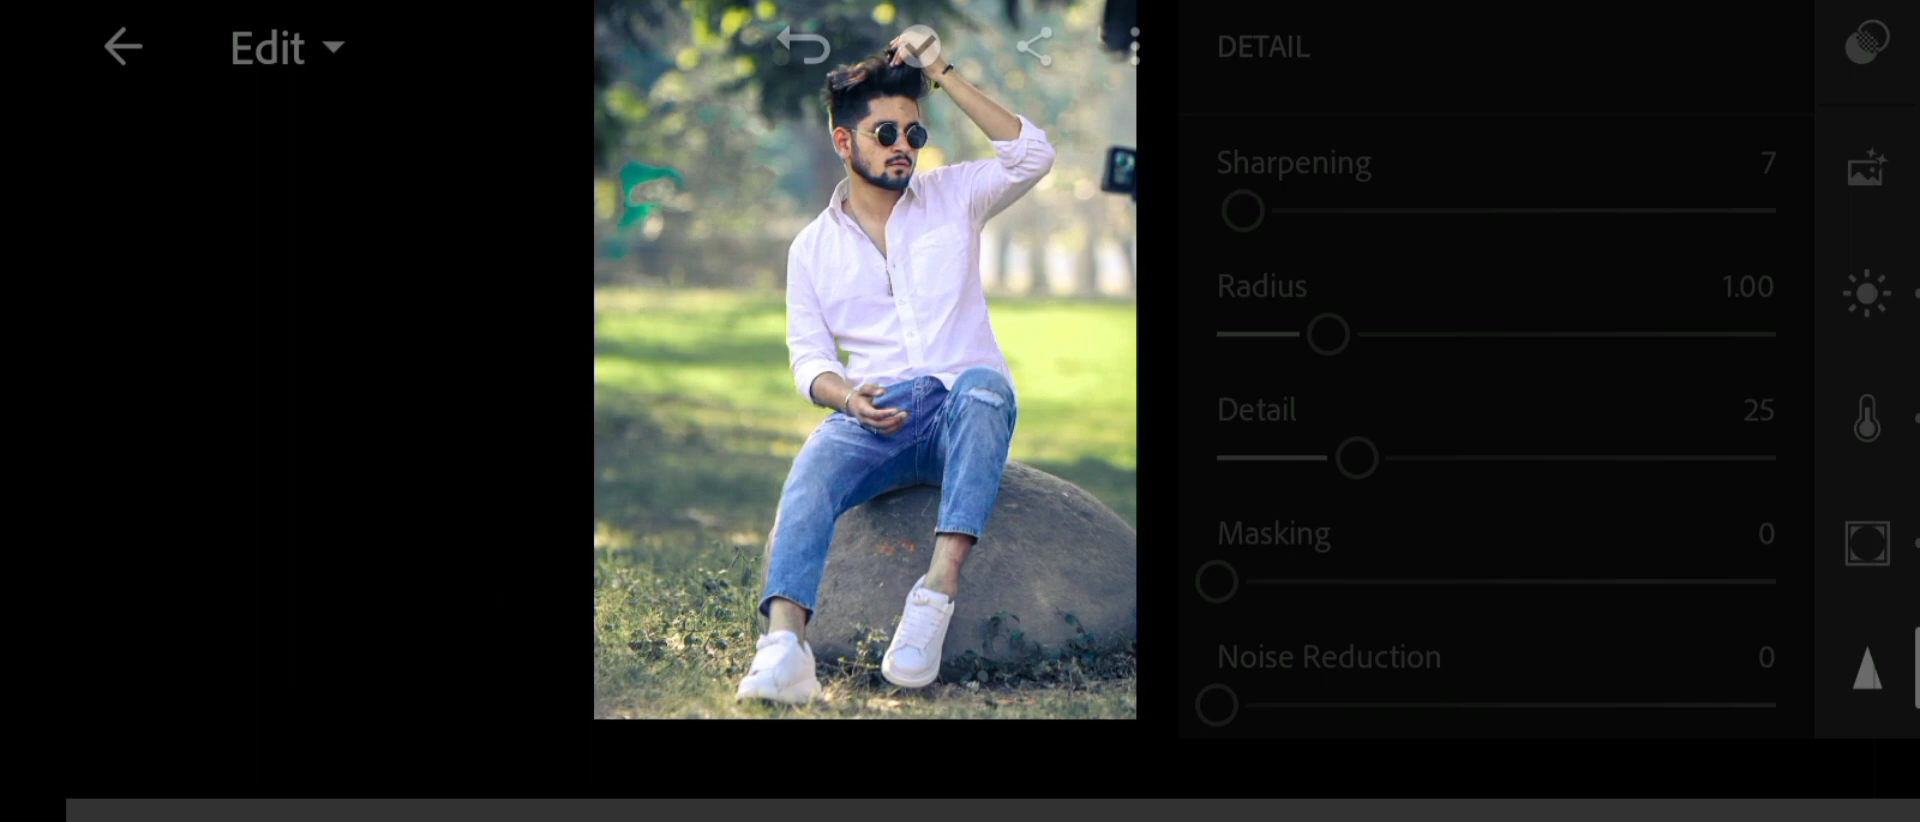 Edit
DETAIL
Sharpening 7
Radius 1.00
Detail 25
Masking 0
Noise Reduction 0